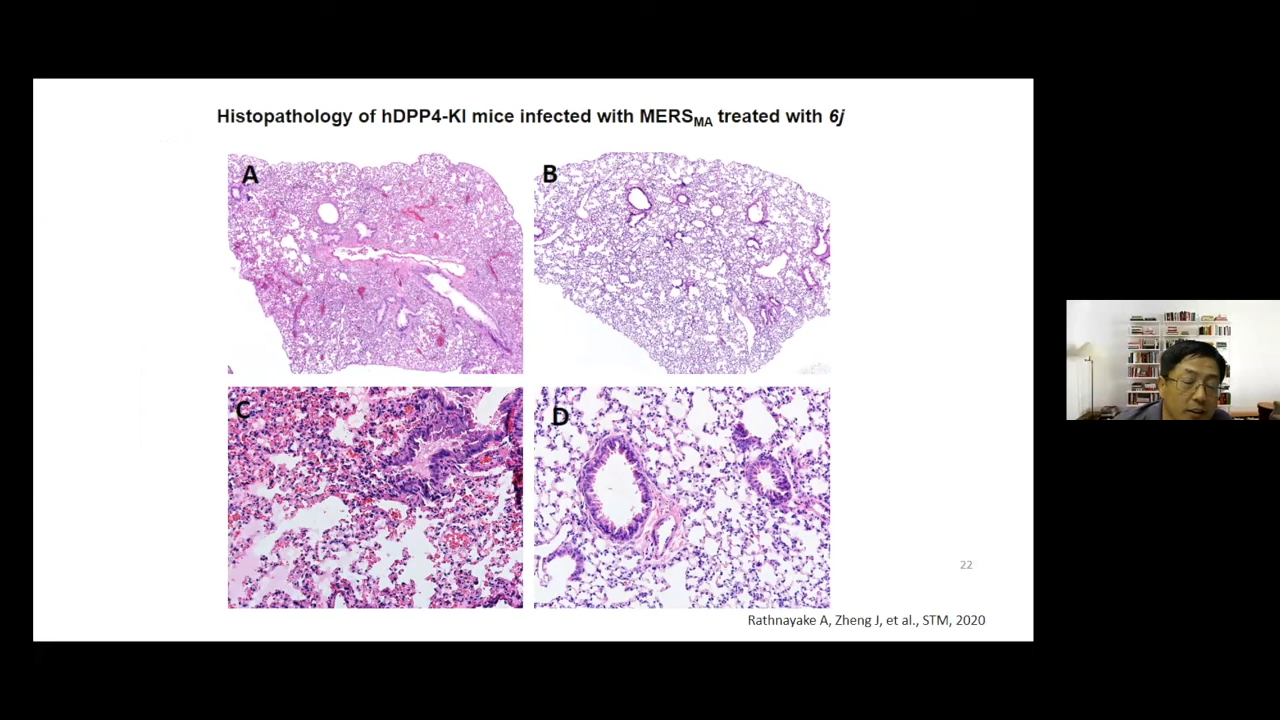 Histopathology of hDPP4-KI mice infected with MERSMA treated with 6j
A
B
C
D
22
Rathnayake A, Zheng J, et al., STM, 2020